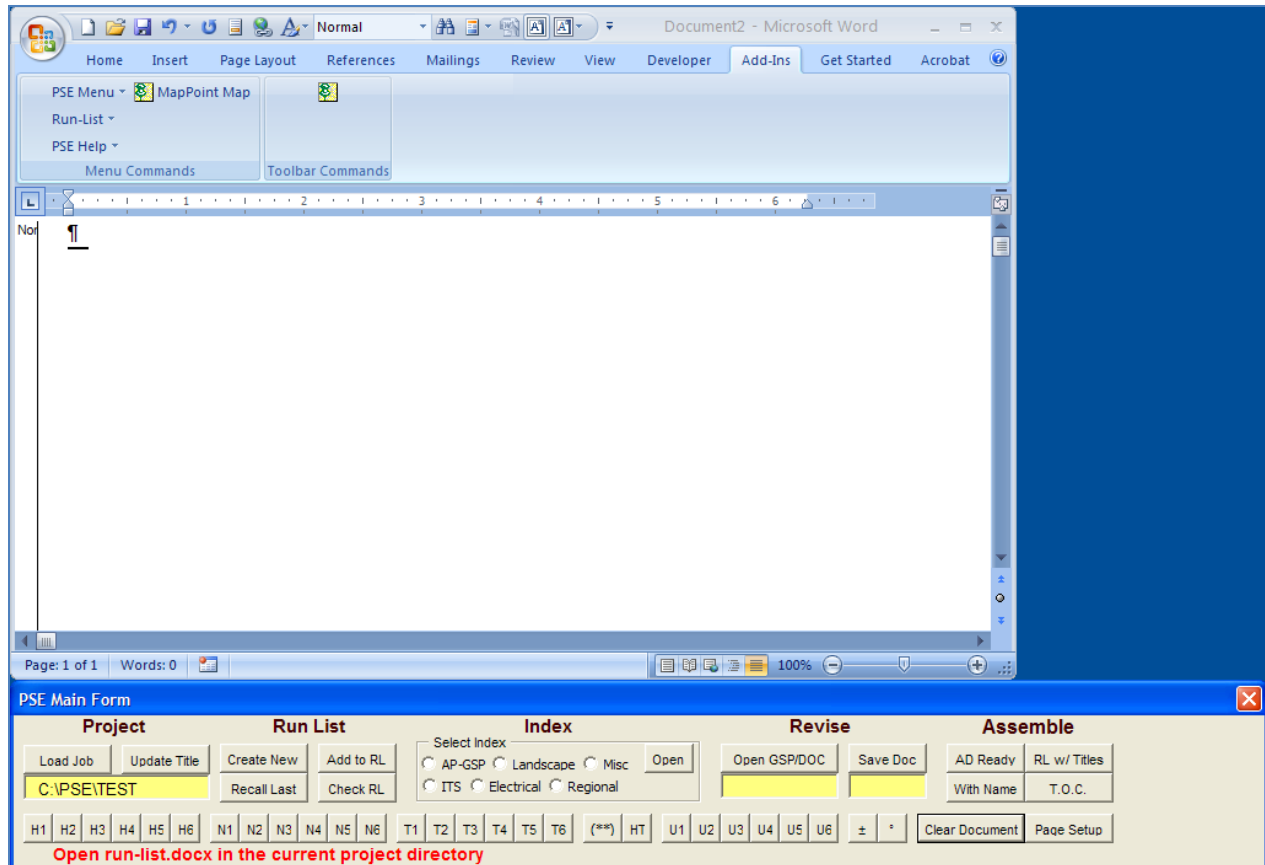 Normal
Document2 - Microsoft Word
Home Insert Page Layout References Mailings Review View Developer Add-Ins Get Started Acrobat
PSE Menu MapPoint Map
Run-List
PSE Help
Menu Commands Toolbar Commands
1 2 3 4 5 6
Nor ¶
Page: 1 of 1 Words: 0 100%
PSE Main Form
Project Run List Index Revise Assemble
Select Index
Load Job Update Title Create New Add to RL AP-GSP Landscape Misc Open Open GSP/DOC Save Doc AD Ready RL w/ Titles
C:\PSE\TEST Recall Last Check RL ITS Electrical Regional With Name T.O.C.
H1 H2 H3 H4 H5 H6 N1 N2 N3 N4 N5 N6 T1 T2 T3 T4 T5 T6 (**) HT U1 U2 U3 U4 U5 U6 ± ° Clear Document Page Setup
Open run-list.docx in the current project directory